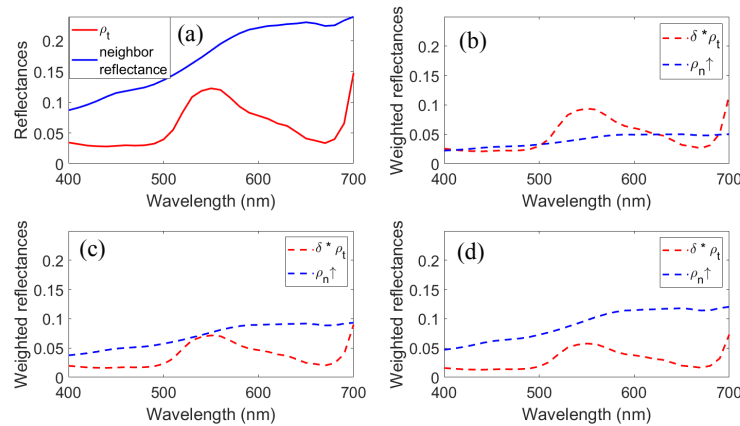 (a)
ρt
neighbor
reflectance
Reflectances
0.2
0.15
0.1
0.05
0
400 500 600 700
Wavelength (nm)
(b)
δ * ρt
ρn↑
Weighted reflectances
0.2
0.15
0.1
0.05
0
400 500 600 700
Wavelength (nm)
(c)
δ * ρt
ρn↑
Weighted reflectances
0.2
0.15
0.1
0.05
0
400 500 600 700
Wavelength (nm)
(d)
δ * ρt
ρn↑
Weighted reflectances
0.2
0.15
0.1
0.05
0
400 500 600 700
Wavelength (nm)